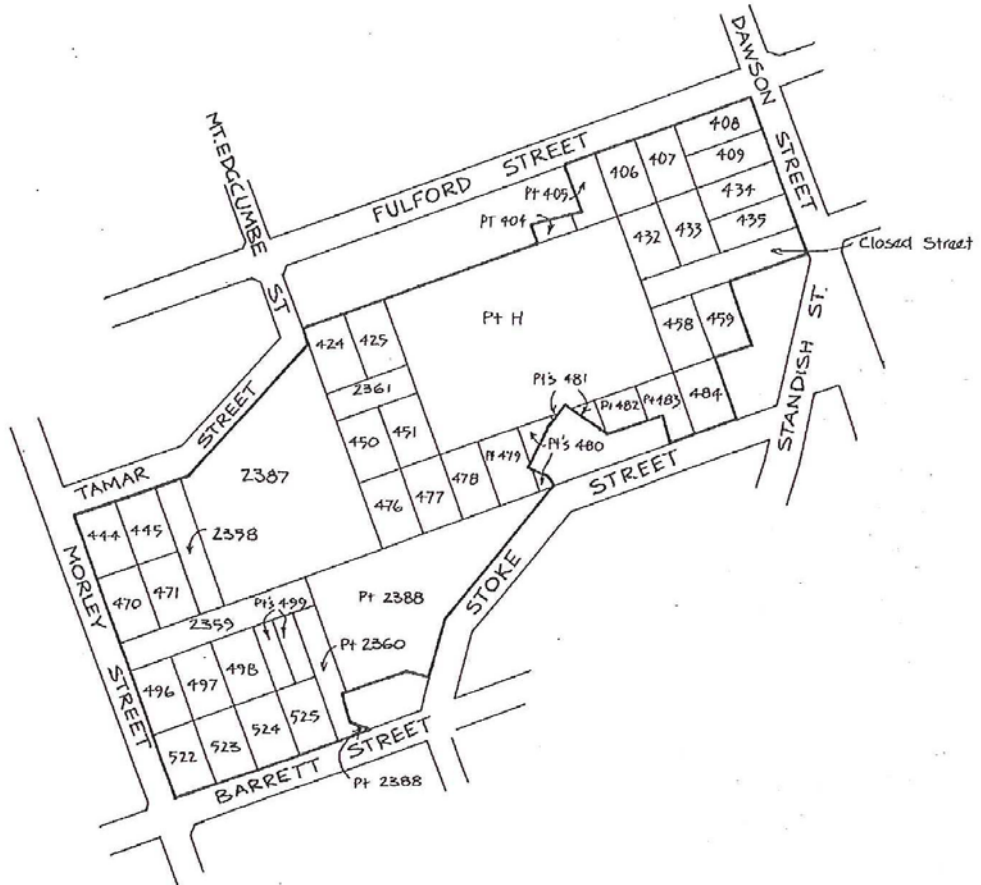 DAWSON
STREET
MT. EDGCUMBE
ST
FULFORD STREET
408
409
434
435
406
407
Pt 405
PT 404
432
433
Closed Street
Pt H
458
459
STANDISH ST.
424
425
2361
450
451
Pt's 481
Pt 482
Pt 483
484
Pt 479
Pt's 480
478
476
477
STREET
STOKE
TAMAR STREET
2387
444
445
2358
470
471
MORLEY
STREET
2359
Pt's 499
Pt 2388
Pt 2360
496
497
498
522
523
524
525
BARRETT STREET
Pt 2388